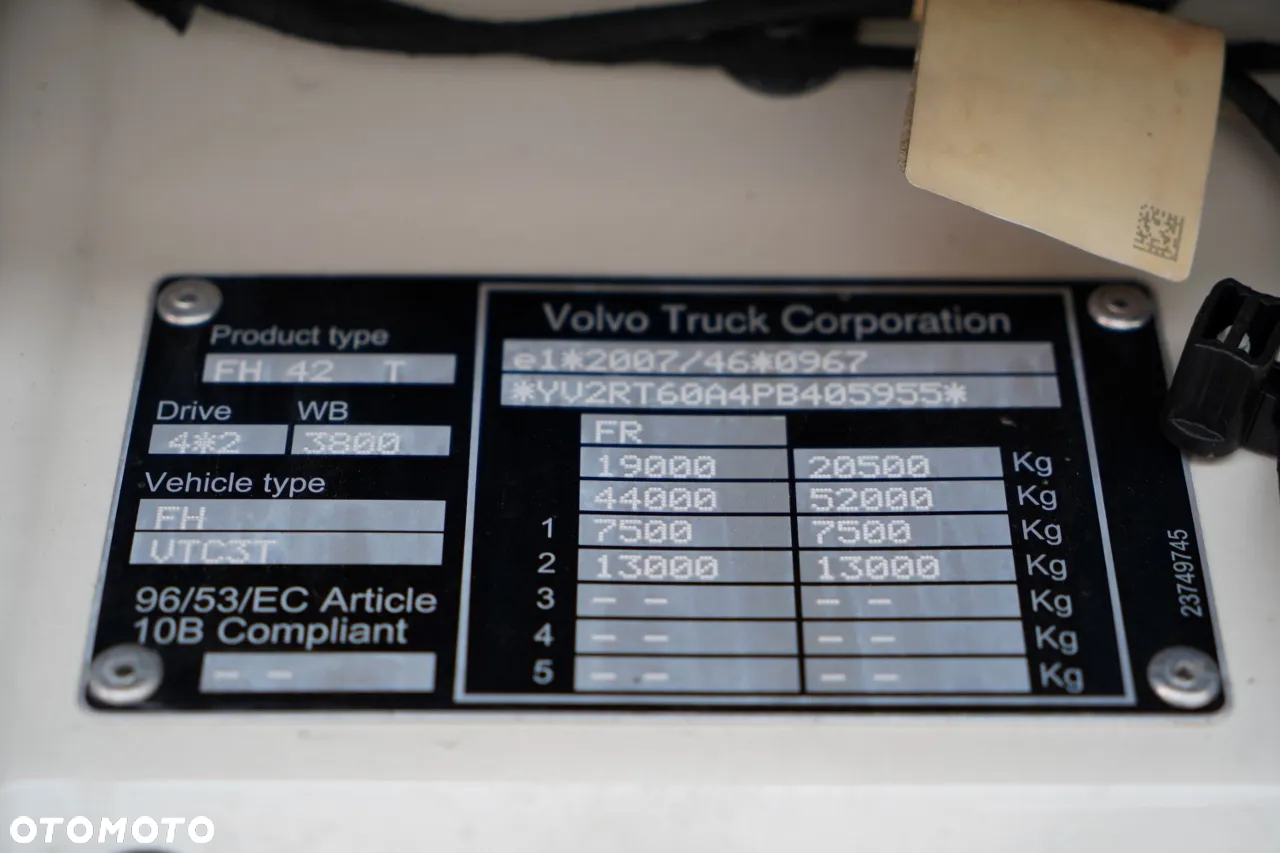 Product type
FH 42 T
Drive WB
4*2 3800
Vehicle type
FH
VTC3T
96/53/EC Article
10B Compliant
- -
Volvo Truck Corporation
e1*2007/46*0967
*YV2RT60A4PB405955*
FR
19000 20500 Kg
44000 52000 Kg
1 7500 7500 Kg
2 13000 13000 Kg
3 - - - - Kg
4 - - - - Kg
5 - - - - Kg
23749745
OTOMOTO